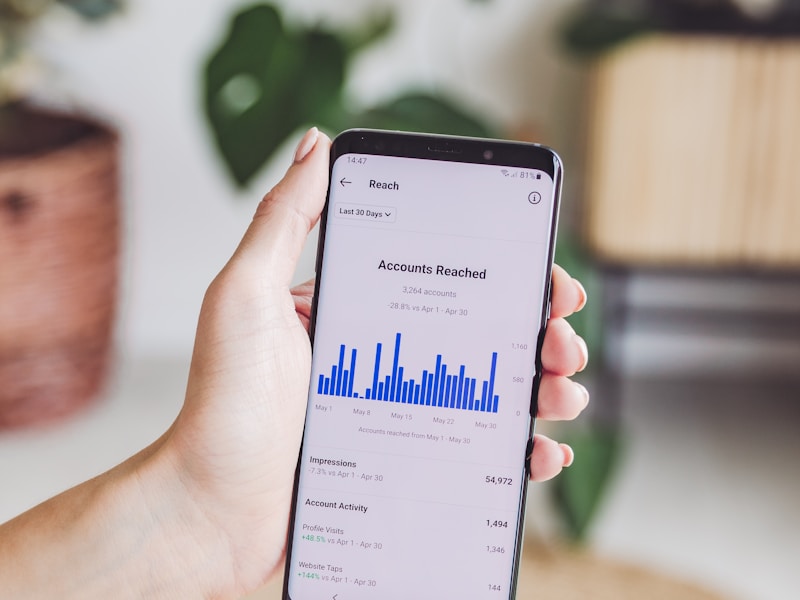 14:47 81%
Reach
Last 30 Days
Accounts Reached
3,264 accounts
-28.8% vs Apr 1 - Apr 30
1,160
580
0
May 1 May 8 May 15 May 22 May 30
Accounts reached from May 1 - May 30
Impressions 54,972
-7.3% vs Apr 1 - Apr 30
Account Activity 1,494
Profile Visits 1,346
+48.5% vs Apr 1 - Apr 30
Website Taps 144
+144% vs Apr 1 - Apr 30